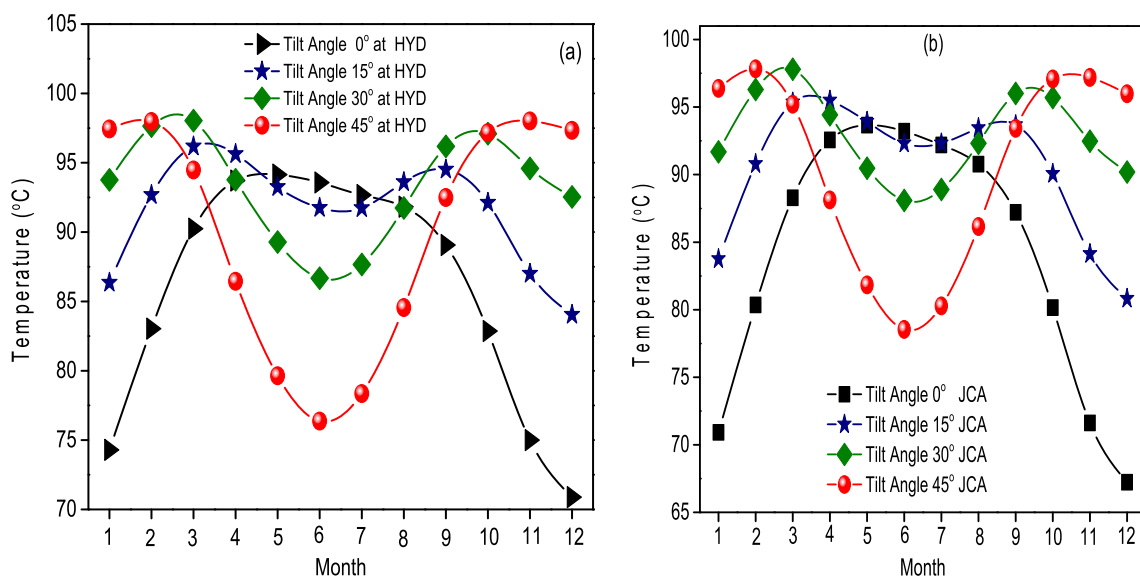 105
100
95
90
85
80
75
70
Temperature (°C)
Tilt Angle 0° at HYD
Tilt Angle 15° at HYD
Tilt Angle 30° at HYD
Tilt Angle 45° at HYD
(a)
1 2 3 4 5 6 7 8 9 10 11 12
Month
100
95
90
85
80
75
70
65
Temperature (°C)
(b)
Tilt Angle 0° JCA
Tilt Angle 15° JCA
Tilt Angle 30° JCA
Tilt Angle 45° JCA
1 2 3 4 5 6 7 8 9 10 11 12
Month